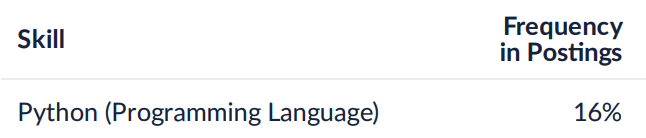 Skill
Frequency
in Postings
Python (Programming Language) 16%